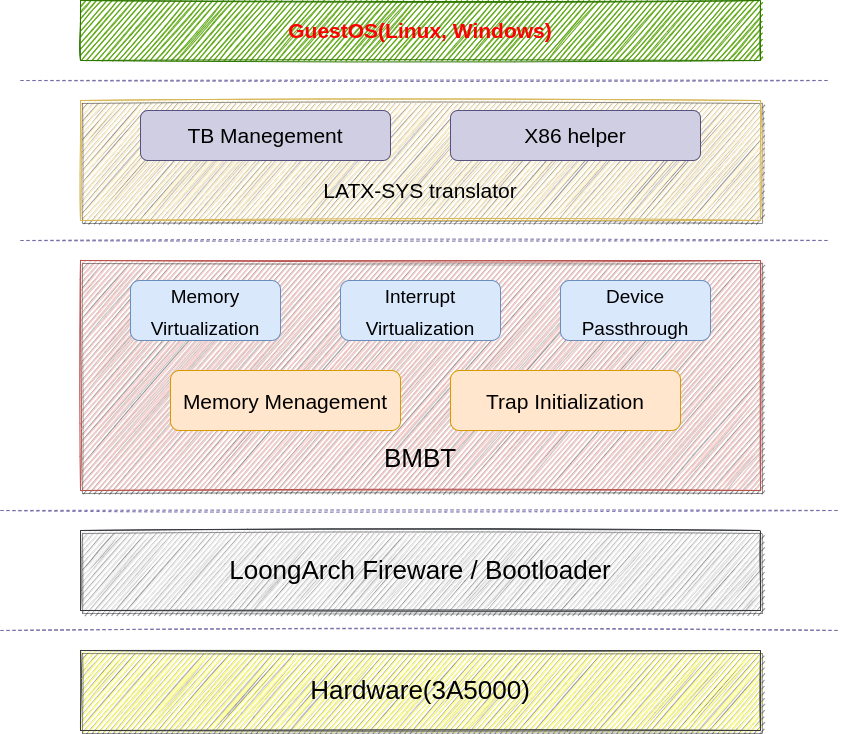 GuestOS(Linux, Windows)
TB Manegement
X86 helper
LATX-SYS translator
Memory
Virtualization
Interrupt
Virtualization
Device
Passthrough
Memory Menagement
Trap Initialization
BMBT
LoongArch Fireware / Bootloader
Hardware(3A5000)